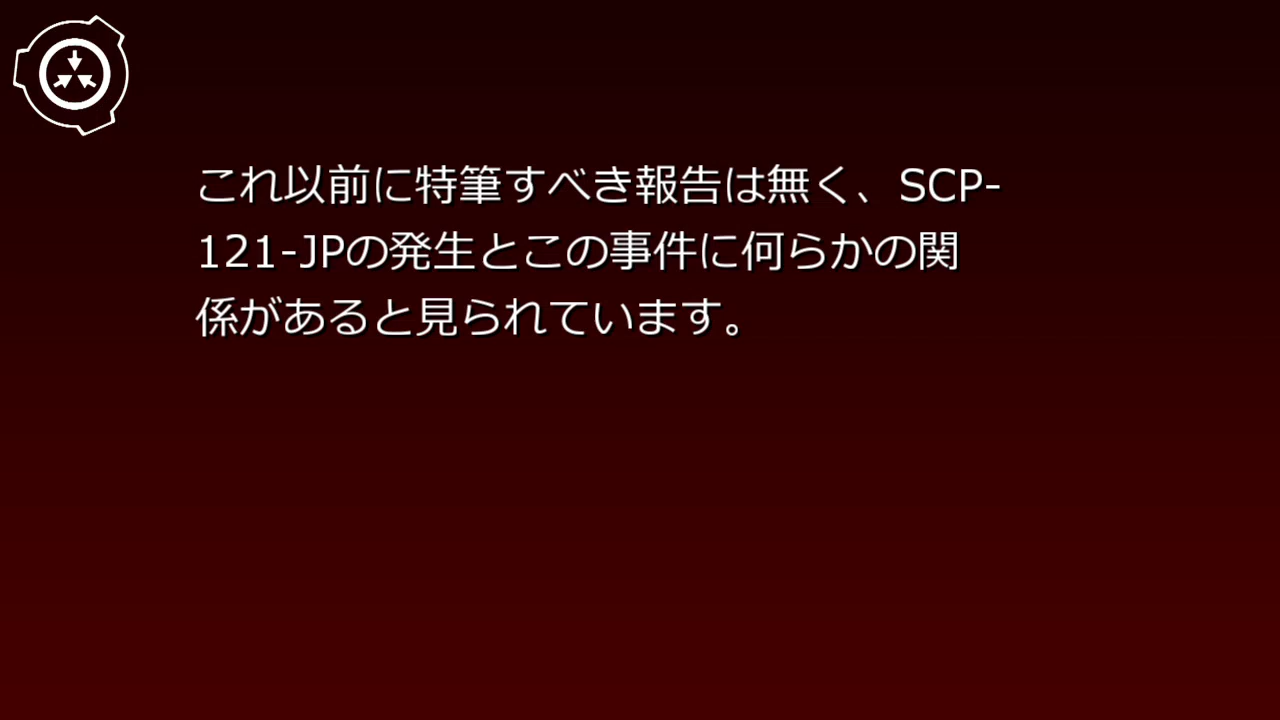 これ以前に特筆すべき報告は無く、SCP-
121-JPの発生とこの事件に何らかの関
係があると見られています。